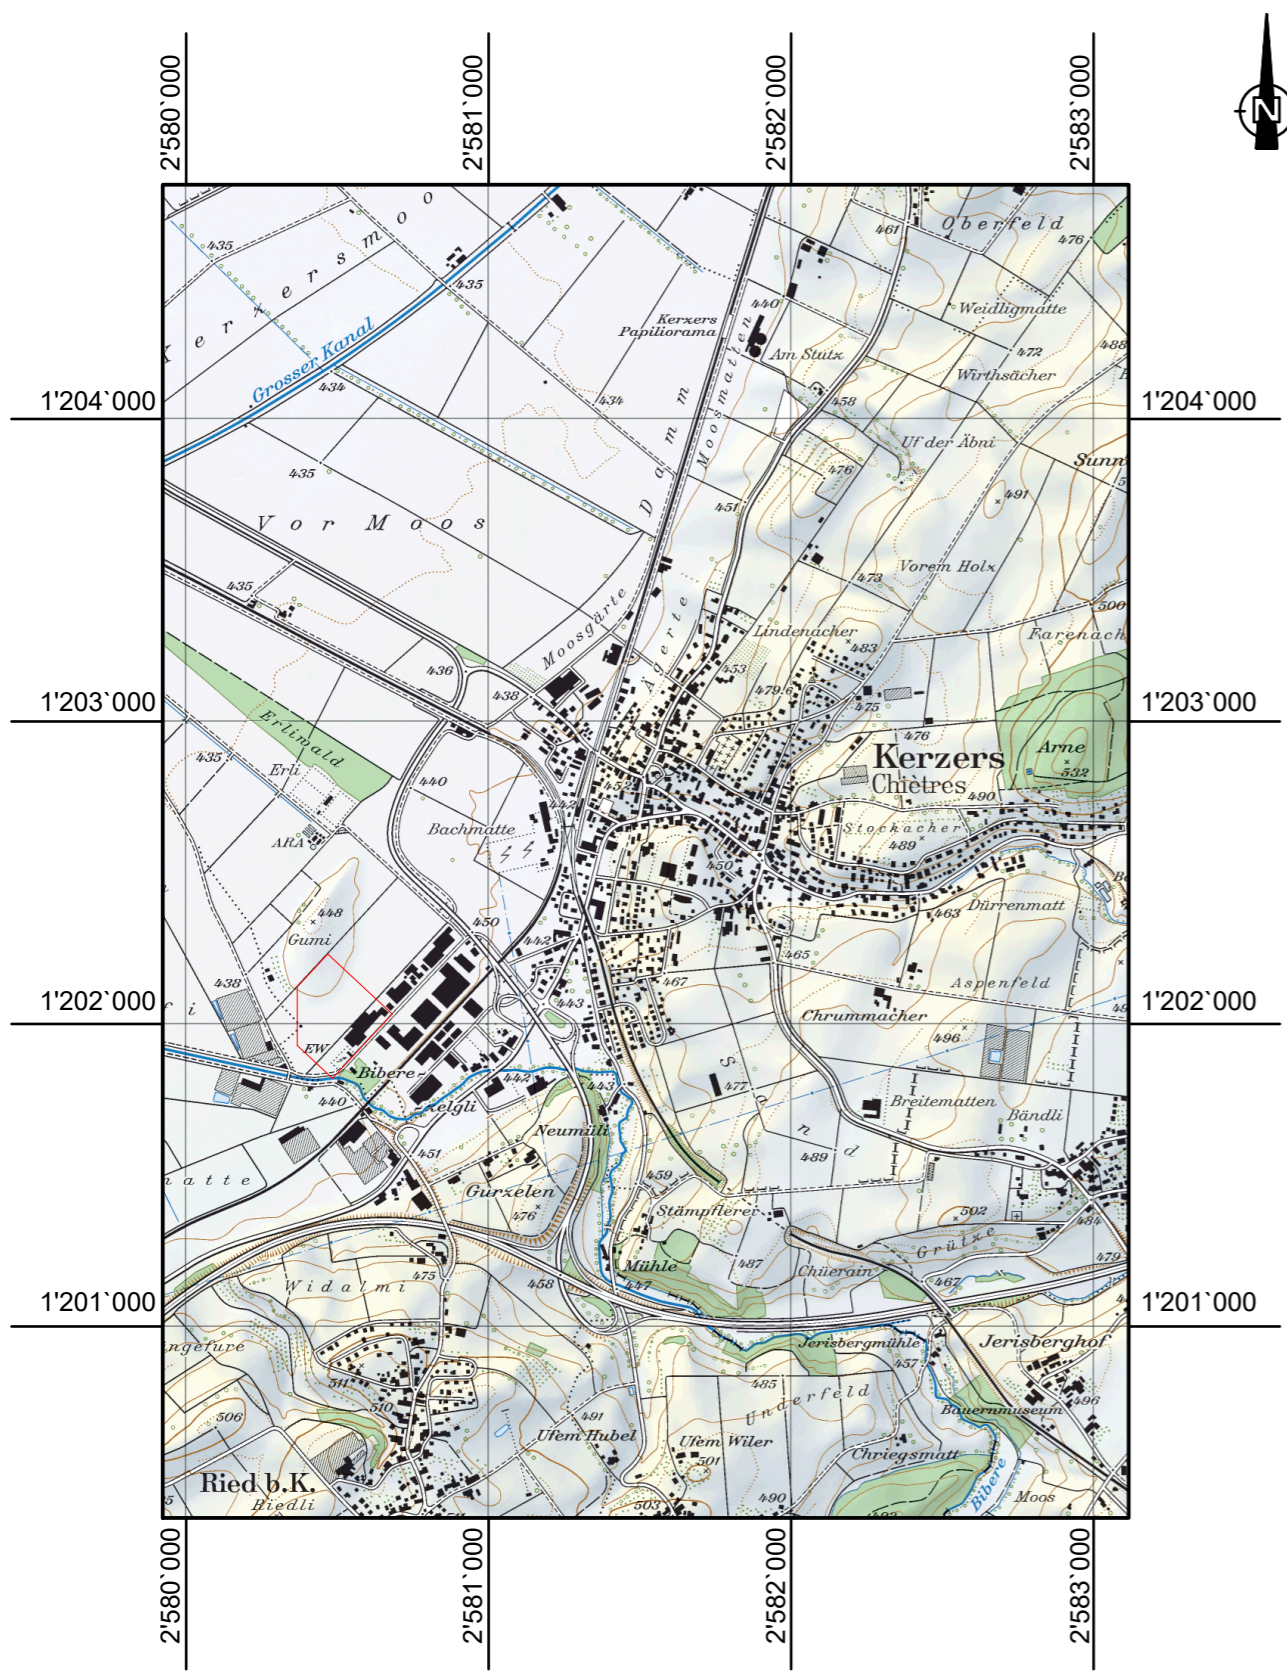 N
2'580`000
2'581`000
2'582`000
2'583`000
Oberfeld
461
476
435
Kerzersmoos
435
Weidligmatte
440
Kerzers
Papiliorama
Moosmatten
Am Stutz
472
488
Wirthsächer
Grosser Kanal
434
434
458
1'204`000
1'204`000
Damm
Uf der Äbni
476
Sunn
435
491
451
Vor Moos
Vorem Holz
473
435
500
Moosgärte
Ägerte
Lindenacher
Farenach
483
436
453
438
479.6
475
1'203`000
1'203`000
Erliwald
476
Kerzers
Chiètres
Arne
532
435
Erli
440
452
442
490
Bachmatte
Stockacher
489
ARA
450
463
Dürrenmatt
448
450
Gumi
442
465
438
467
Aspenfeld
443
1'202`000
1'202`000
Chrummacher
496
EW
Bibere
442
443
477
Sand
Breitematten
Bändli
440
xelgli
Neumüli
451
489
atte
459
Gurzelen
476
Stämpflerei
502
484
Grütze
479
487
Mühle
Chüerain
467
Widalmi
475
458
447
1'201`000
1'201`000
Jerisbergmühle
Jerisberghof
ngefure
457
511
485
Underfeld
506
510
491
Bauernmuseum
496
Ufem Hubel
Ufem Wiler
501
Chriegsmatt
Ried b.K.
Riedli
503
490
Bibere
Moos
2'580`000
2'581`000
2'582`000
2'583`000